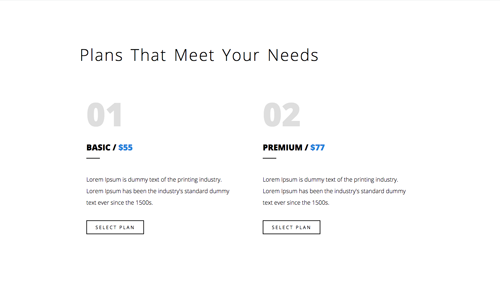 Plans That Meet Your Needs
01
BASIC / $55
Lorem Ipsum is dummy text of the printing industry.
Lorem Ipsum has been the industry's standard dummy
text ever since the 1500s.
SELECT PLAN
02
PREMIUM / $77
Lorem Ipsum is dummy text of the printing industry.
Lorem Ipsum has been the industry's standard dummy
text ever since the 1500s.
SELECT PLAN